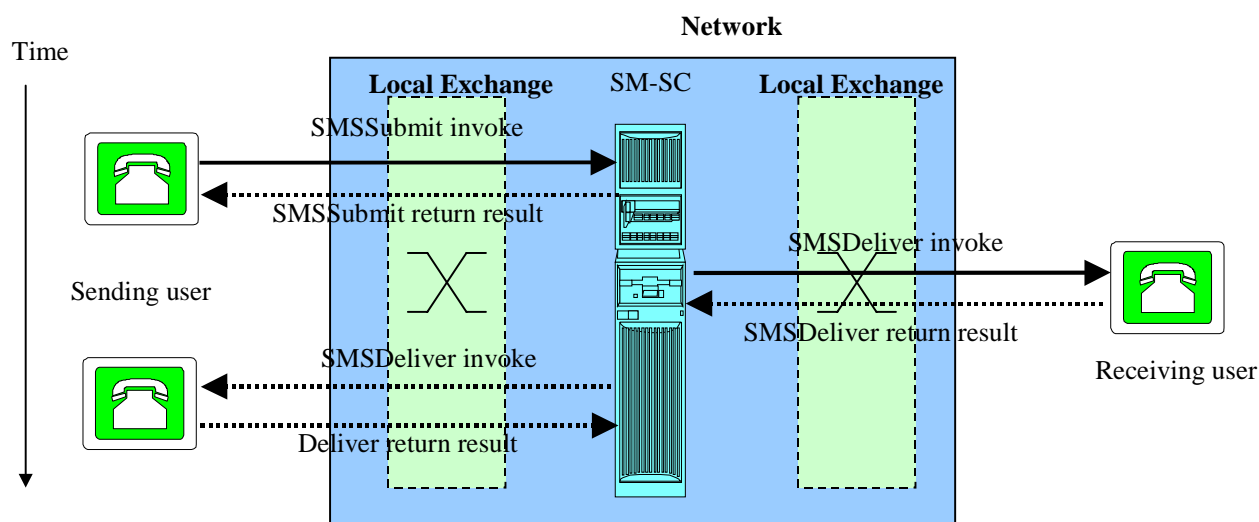 Network
Time
Local Exchange
SM-SC
Local Exchange
SMSSubmit invoke
SMSSubmit return result
SMSDeliver invoke
Sending user
SMSDeliver return result
SMSDeliver invoke
Receiving user
Deliver return result